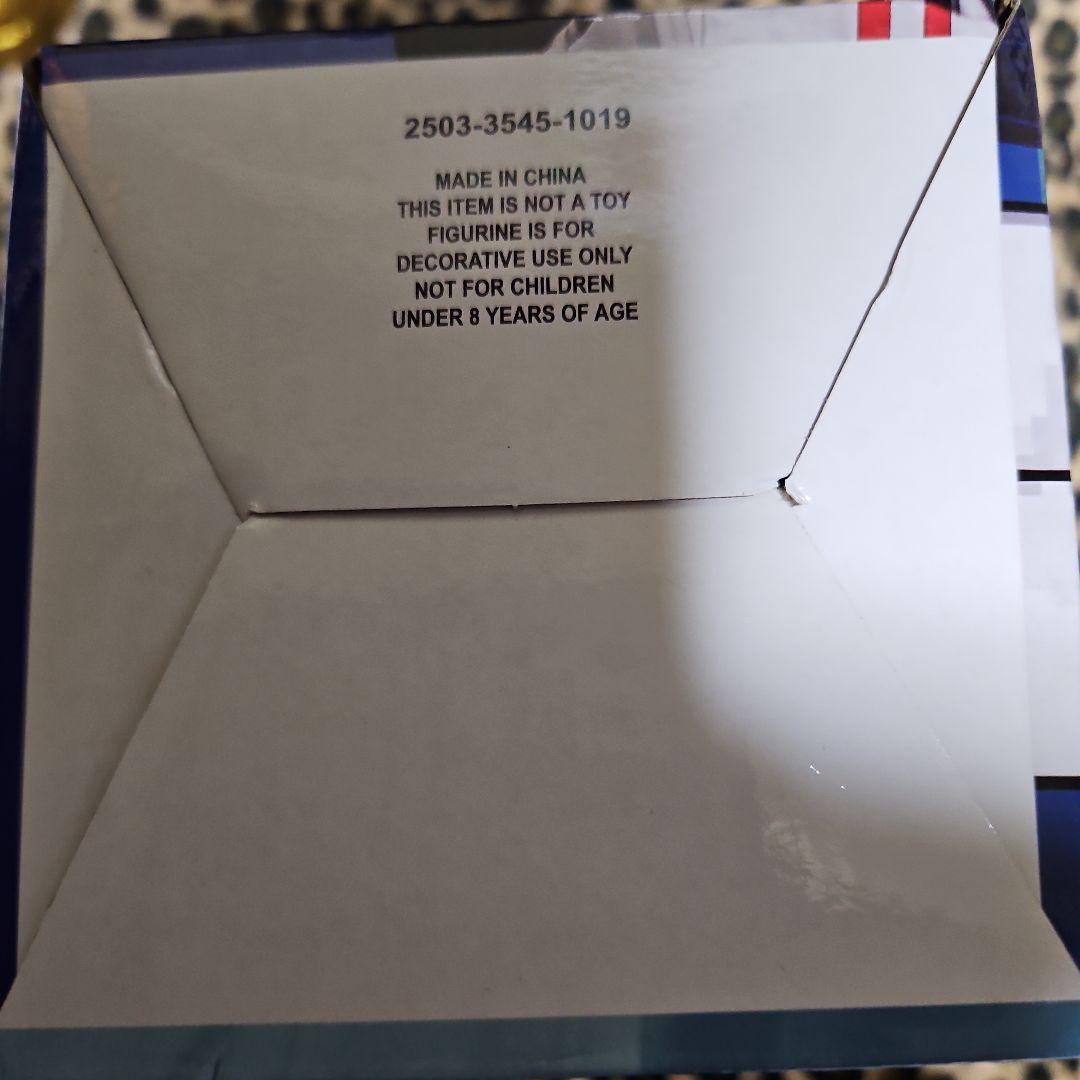 2503-3545-1019
MADE IN CHINA
THIS ITEM IS NOT A TOY
FIGURINE IS FOR
DECORATIVE USE ONLY
NOT FOR CHILDREN
UNDER 8 YEARS OF AGE